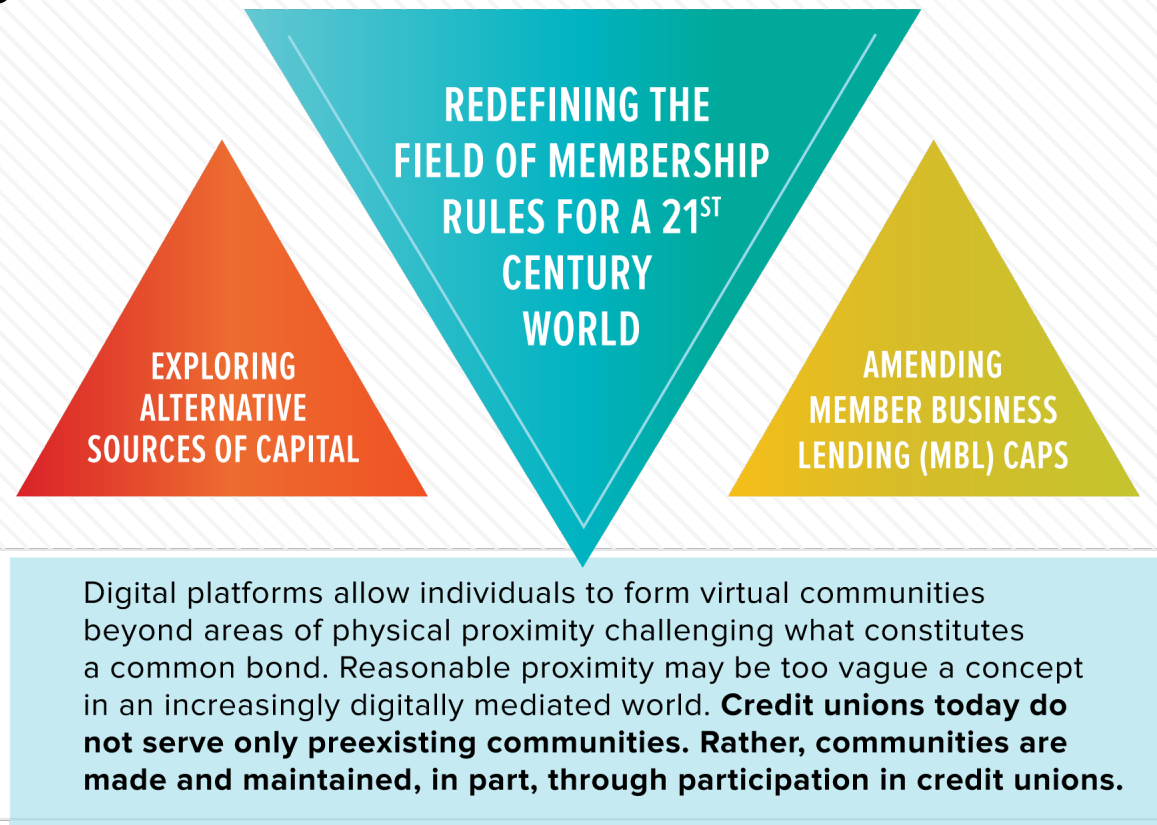 REDEFINING THE
FIELD OF MEMBERSHIP
RULES FOR A 21ST
CENTURY
WORLD
EXPLORING
ALTERNATIVE
SOURCES OF CAPITAL
AMENDING
MEMBER BUSINESS
LENDING (MBL) CAPS
Digital platforms allow individuals to form virtual communities
beyond areas of physical proximity challenging what constitutes
a common bond. Reasonable proximity may be too vague a concept
in an increasingly digitally mediated world. Credit unions today do
not serve only preexisting communities. Rather, communities are
made and maintained, in part, through participation in credit unions.